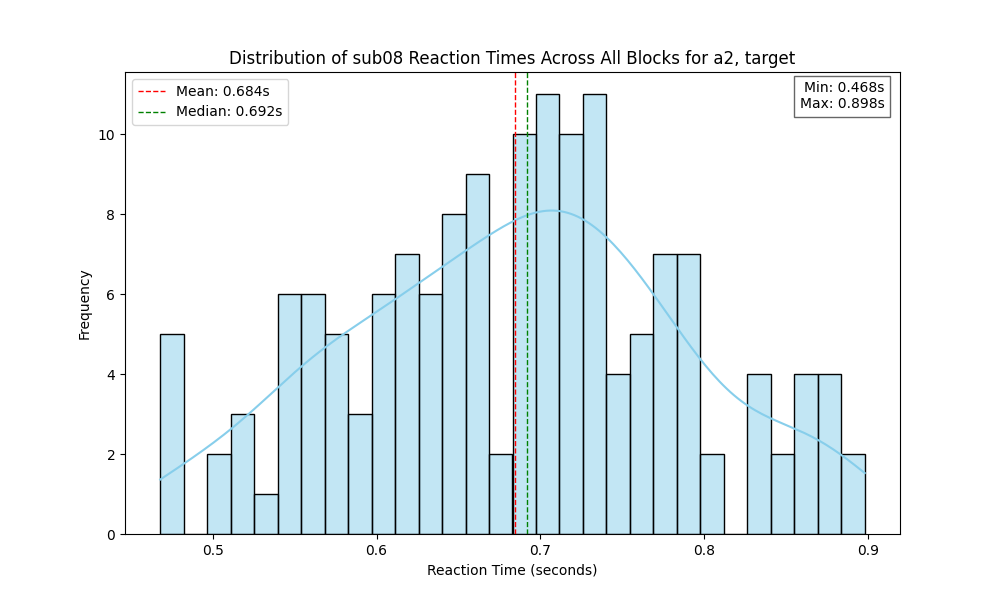 Distribution of sub08 Reaction Times Across All Blocks for a2, target
Mean: 0.684s
Median: 0.692s
Min: 0.468s
Max: 0.898s
10
8
6
4
2
0
Frequency
0.5 0.6 0.7 0.8 0.9
Reaction Time (seconds)